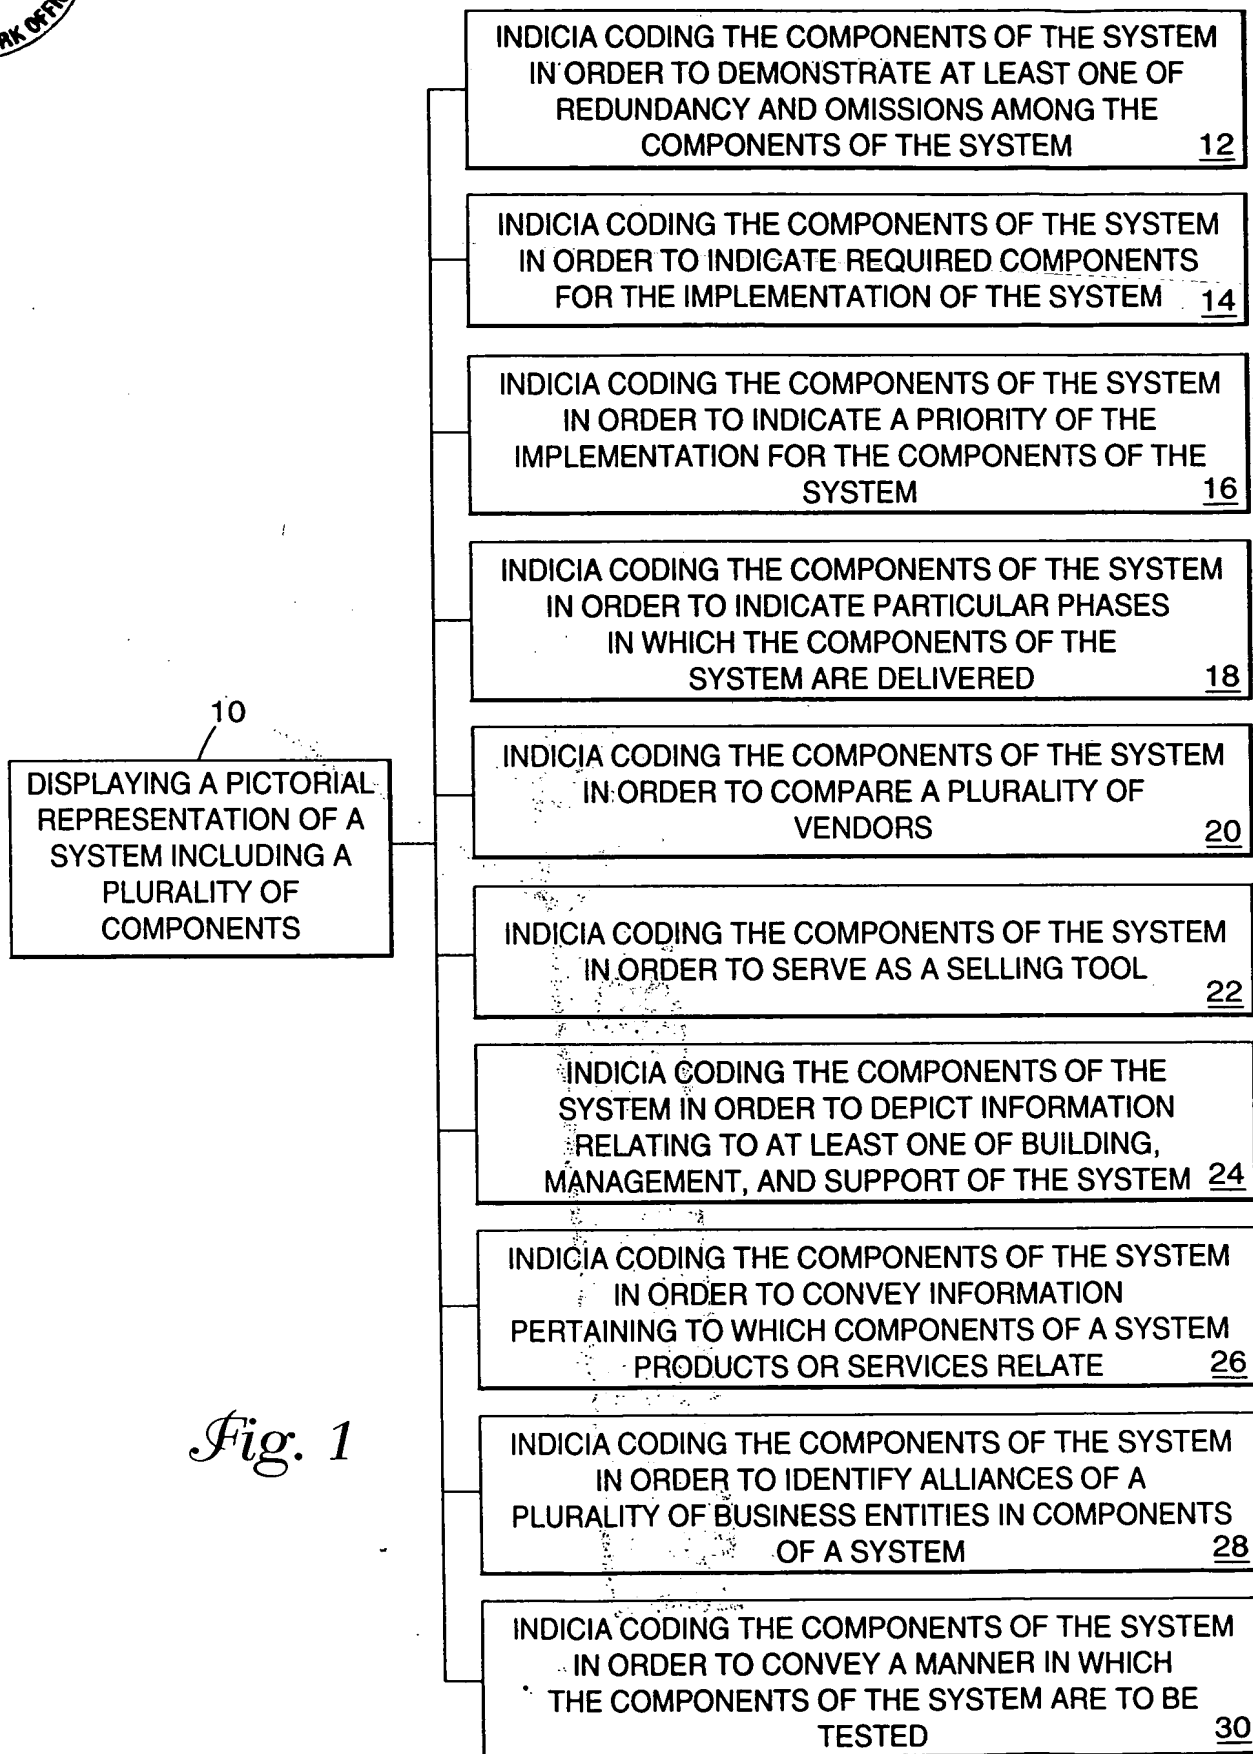 RK OFFIC
INDICIA CODING THE COMPONENTS OF THE SYSTEM
IN ORDER TO DEMONSTRATE AT LEAST ONE OF
REDUNDANCY AND OMISSIONS AMONG THE
COMPONENTS OF THE SYSTEM 12
INDICIA CODING THE COMPONENTS OF THE SYSTEM
IN ORDER TO INDICATE REQUIRED COMPONENTS
FOR THE IMPLEMENTATION OF THE SYSTEM 14
INDICIA CODING THE COMPONENTS OF THE SYSTEM
IN ORDER TO INDICATE A PRIORITY OF THE
IMPLEMENTATION FOR THE COMPONENTS OF THE
SYSTEM 16
INDICIA CODING THE COMPONENTS OF THE SYSTEM
IN ORDER TO INDICATE PARTICULAR PHASES
IN WHICH THE COMPONENTS OF THE
SYSTEM ARE DELIVERED 18
10
DISPLAYING A PICTORIAL
REPRESENTATION OF A
SYSTEM INCLUDING A
PLURALITY OF
COMPONENTS
INDICIA CODING THE COMPONENTS OF THE SYSTEM
IN ORDER TO COMPARE A PLURALITY OF
VENDORS 20
INDICIA CODING THE COMPONENTS OF THE SYSTEM
IN ORDER TO SERVE AS A SELLING TOOL
22
INDICIA CODING THE COMPONENTS OF THE
SYSTEM IN ORDER TO DEPICT INFORMATION
RELATING TO AT LEAST ONE OF BUILDING,
MANAGEMENT, AND SUPPORT OF THE SYSTEM 24
INDICIA CODING THE COMPONENTS OF THE SYSTEM
IN ORDER TO CONVEY INFORMATION
PERTAINING TO WHICH COMPONENTS OF A SYSTEM
PRODUCTS OR SERVICES RELATE 26
Fig. 1
INDICIA CODING THE COMPONENTS OF THE SYSTEM
IN ORDER TO IDENTIFY ALLIANCES OF A
PLURALITY OF BUSINESS ENTITIES IN COMPONENTS
OF A SYSTEM 28
INDICIA CODING THE COMPONENTS OF THE SYSTEM
IN ORDER TO CONVEY A MANNER IN WHICH
THE COMPONENTS OF THE SYSTEM ARE TO BE
TESTED 30